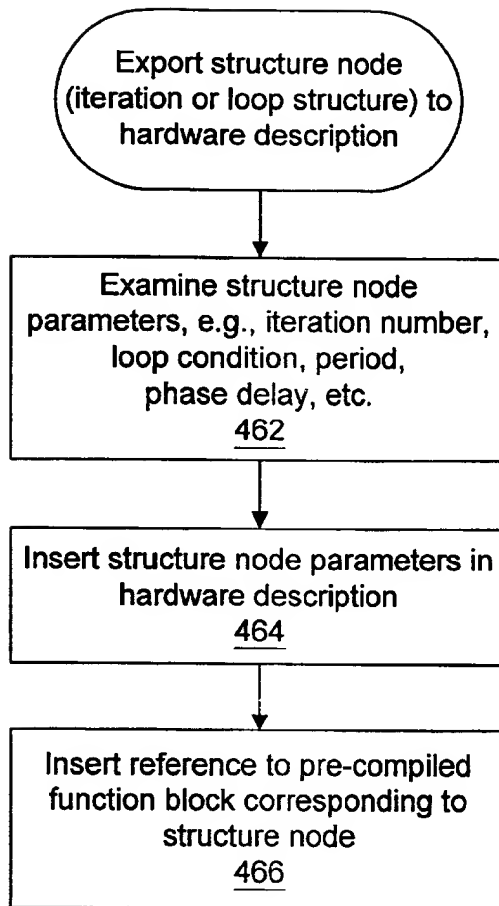 Export structure node
(iteration or loop structure) to
hardware description
Examine structure node
parameters, e.g., iteration number,
loop condition, period,
phase delay, etc.
462
Insert structure node parameters in
hardware description
464
Insert reference to pre-compiled
function block corresponding to
structure node
466